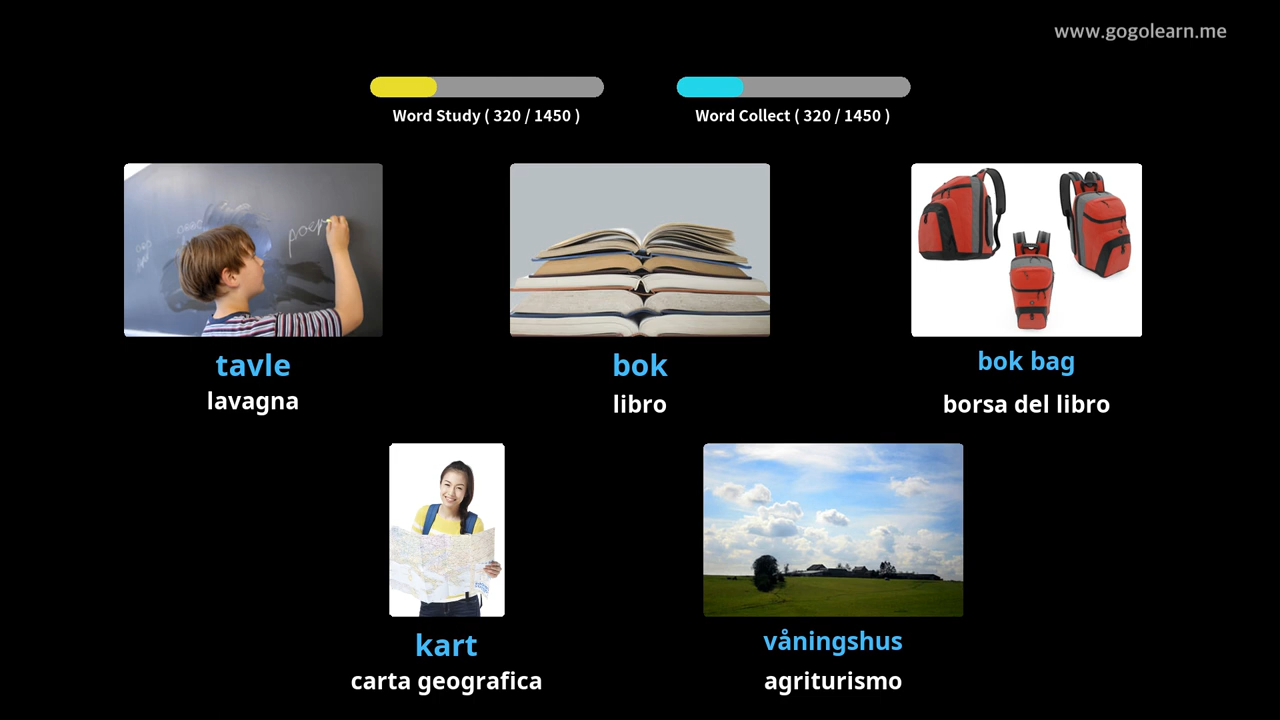 www.gogolearn.me
Word Study ( 320 / 1450 )
Word Collect ( 320 / 1450 )
poem
tavle
lavagna
bok
libro
bok bag
borsa del libro
kart
carta geografica
våningshus
agriturismo